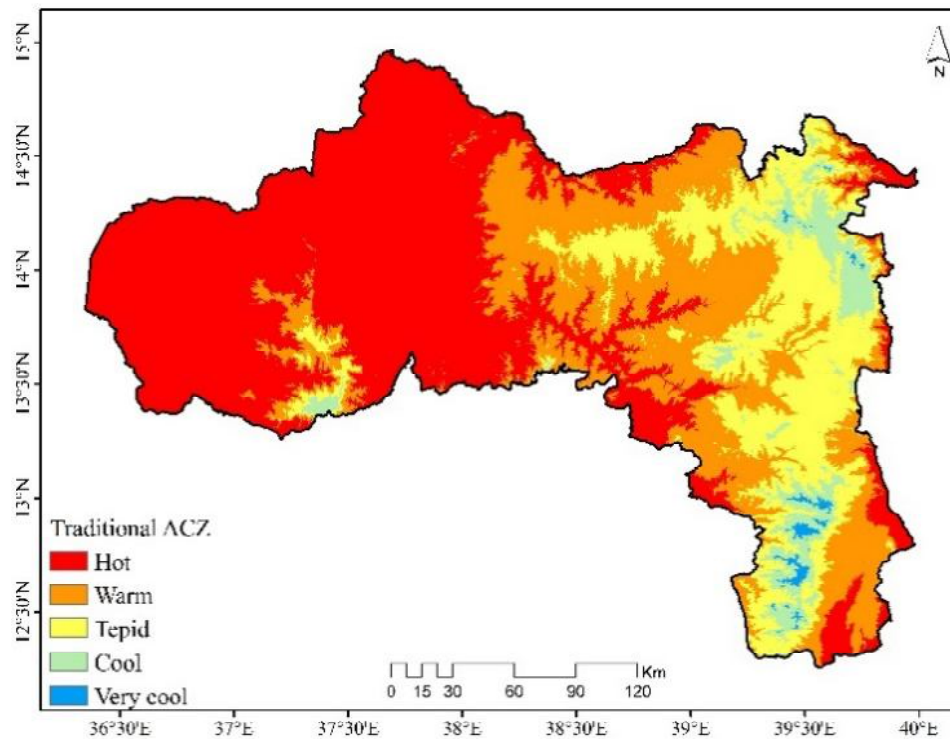 N
15°N
14°30'N
14°N
13°30'N
13°N
12°30'N
Traditional ACZ
Hot
Warm
Tepid
Cool
Very cool
Km
0 15 30 60 90 120
36°30'E 37°E 37°30'E 38°E 38°30'E 39°E 39°30'E 40°E